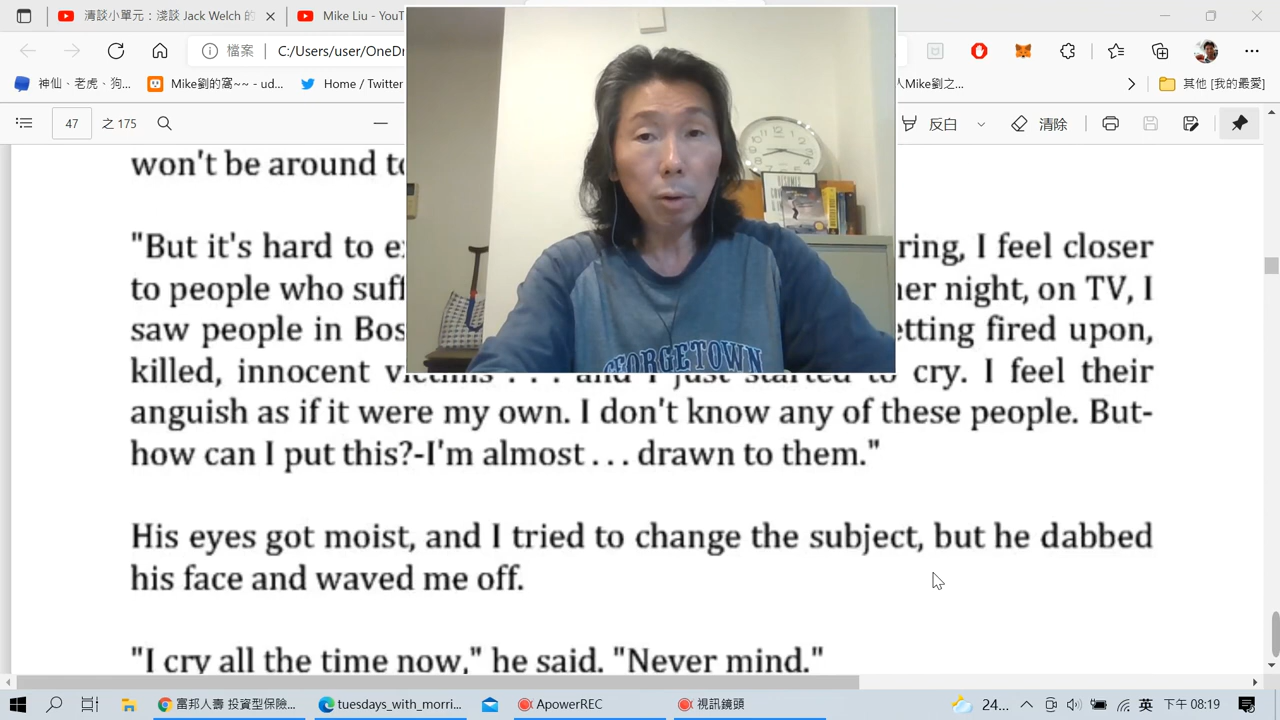 清談小單元：淺談 Jack Welch 的
Mike Liu - YouT
檔案
C:/Users/user/OneDr
神仙、老虎、狗...
Mike劉的窩~~ - ud...
Home / Twitter
人Mike劉之...
其他 [我的最愛]
47 之 175
反白
清除
won't be around to
"But it's hard to e
ring, I feel closer
to people who suff
her night, on TV, I
saw people in Bos
etting fired upon,
killed, innocent victims . . . and I just started to cry. I feel their
anguish as if it were my own. I don't know any of these people. But-
how can I put this?-I'm almost . . . drawn to them."
His eyes got moist, and I tried to change the subject, but he dabbed
his face and waved me off.
"I cry all the time now," he said. "Never mind."
GEORGETOWN
富邦人壽 投資型保險...
tuesdays_with_morri...
ApowerREC
視訊鏡頭
24...
英
下午 08:19